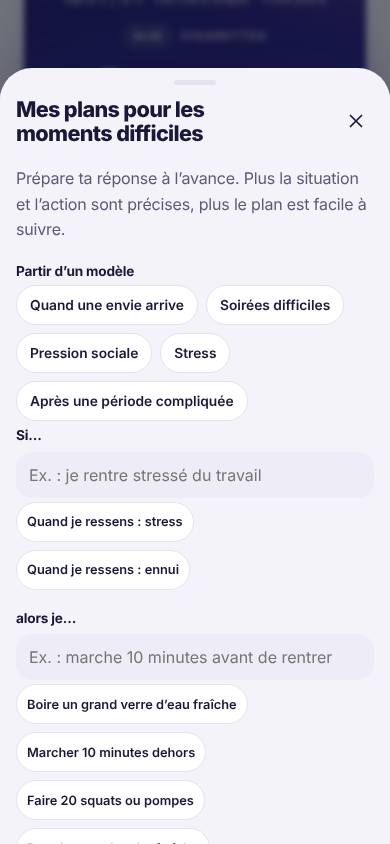 Mes plans pour les
moments difficiles
Prépare ta réponse à l’avance. Plus la situation
et l’action sont précises, plus le plan est facile à
suivre.
Partir d’un modèle
Quand une envie arrive
Soirées difficiles
Pression sociale
Stress
Après une période compliquée
Si…
Ex. : je rentre stressé du travail
Quand je ressens : stress
Quand je ressens : ennui
alors je…
Ex. : marche 10 minutes avant de rentrer
Boire un grand verre d’eau fraîche
Marcher 10 minutes dehors
Faire 20 squats ou pompes